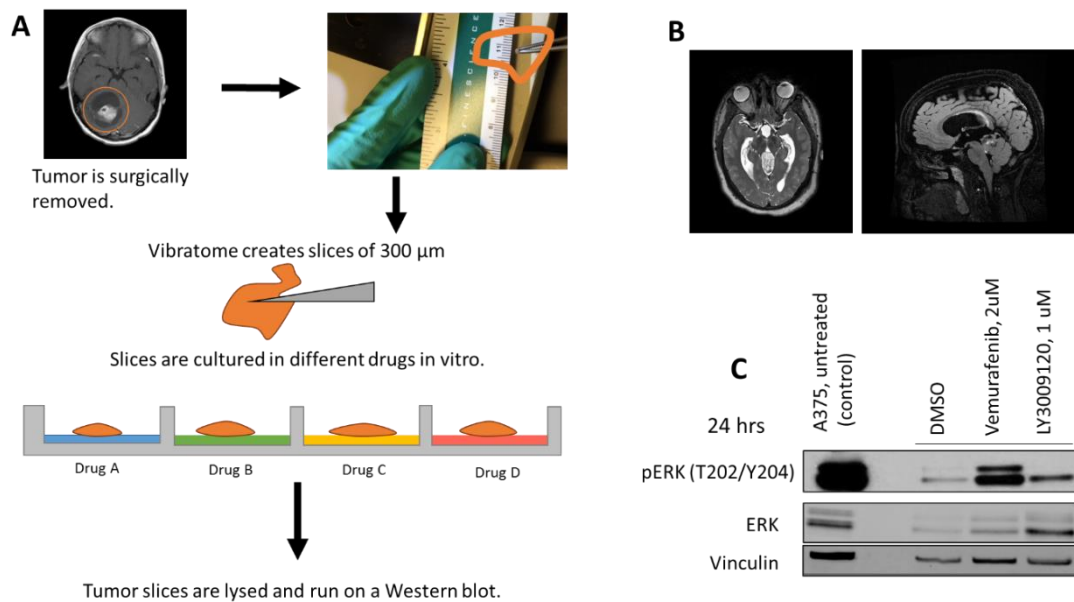 A
FINESCIENCE
Tumor is surgically
removed.
Vibratome creates slices of 300 µm
Slices are cultured in different drugs in vitro.
Drug A
Drug B
Drug C
Drug D
Tumor slices are lysed and run on a Western blot.
B
C
24 hrs
A375, untreated
(control)
DMSO
Vemurafenib, 2uM
LY3009120, 1 uM
pERK (T202/Y204)
ERK
Vinculin